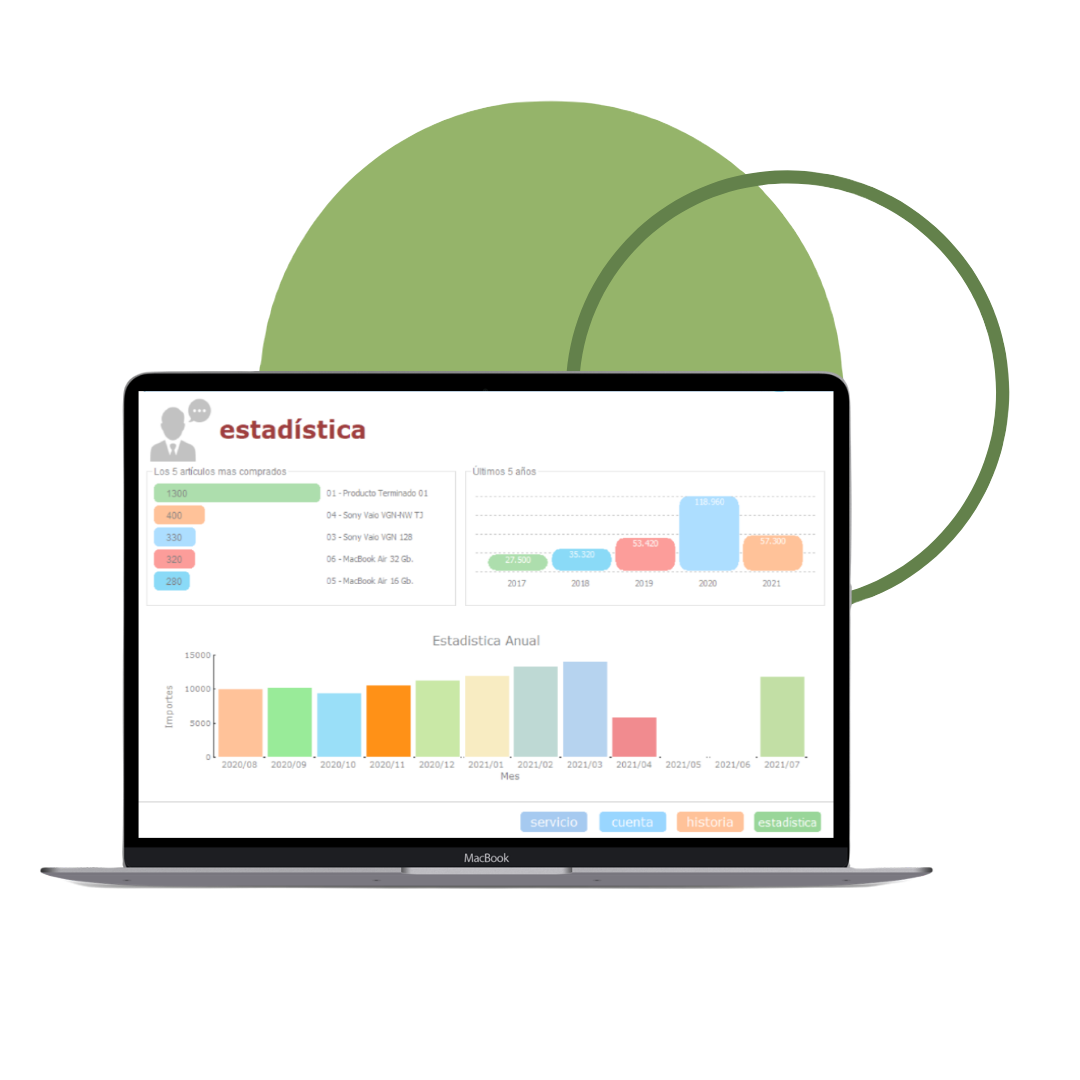 estadística
Los 5 artículos mas comprados
1300 01 - Producto Terminado 01
400 04 - Sony Vaio VGN-NW TJ
330 03 - Sony Vaio VGN 128
320 06 - MacBook Air 32 Gb.
280 05 - MacBook Air 16 Gb.
Últimos 5 años
27.500 35.320 53.420 118.960 57.300
2017 2018 2019 2020 2021
Estadistica Anual
Importes
15000
10000
5000
0
2020/08 2020/09 2020/10 2020/11 2020/12 2021/01 2021/02 2021/03 2021/04 2021/05 2021/06 2021/07
Mes
servicio cuenta historia estadística
MacBook